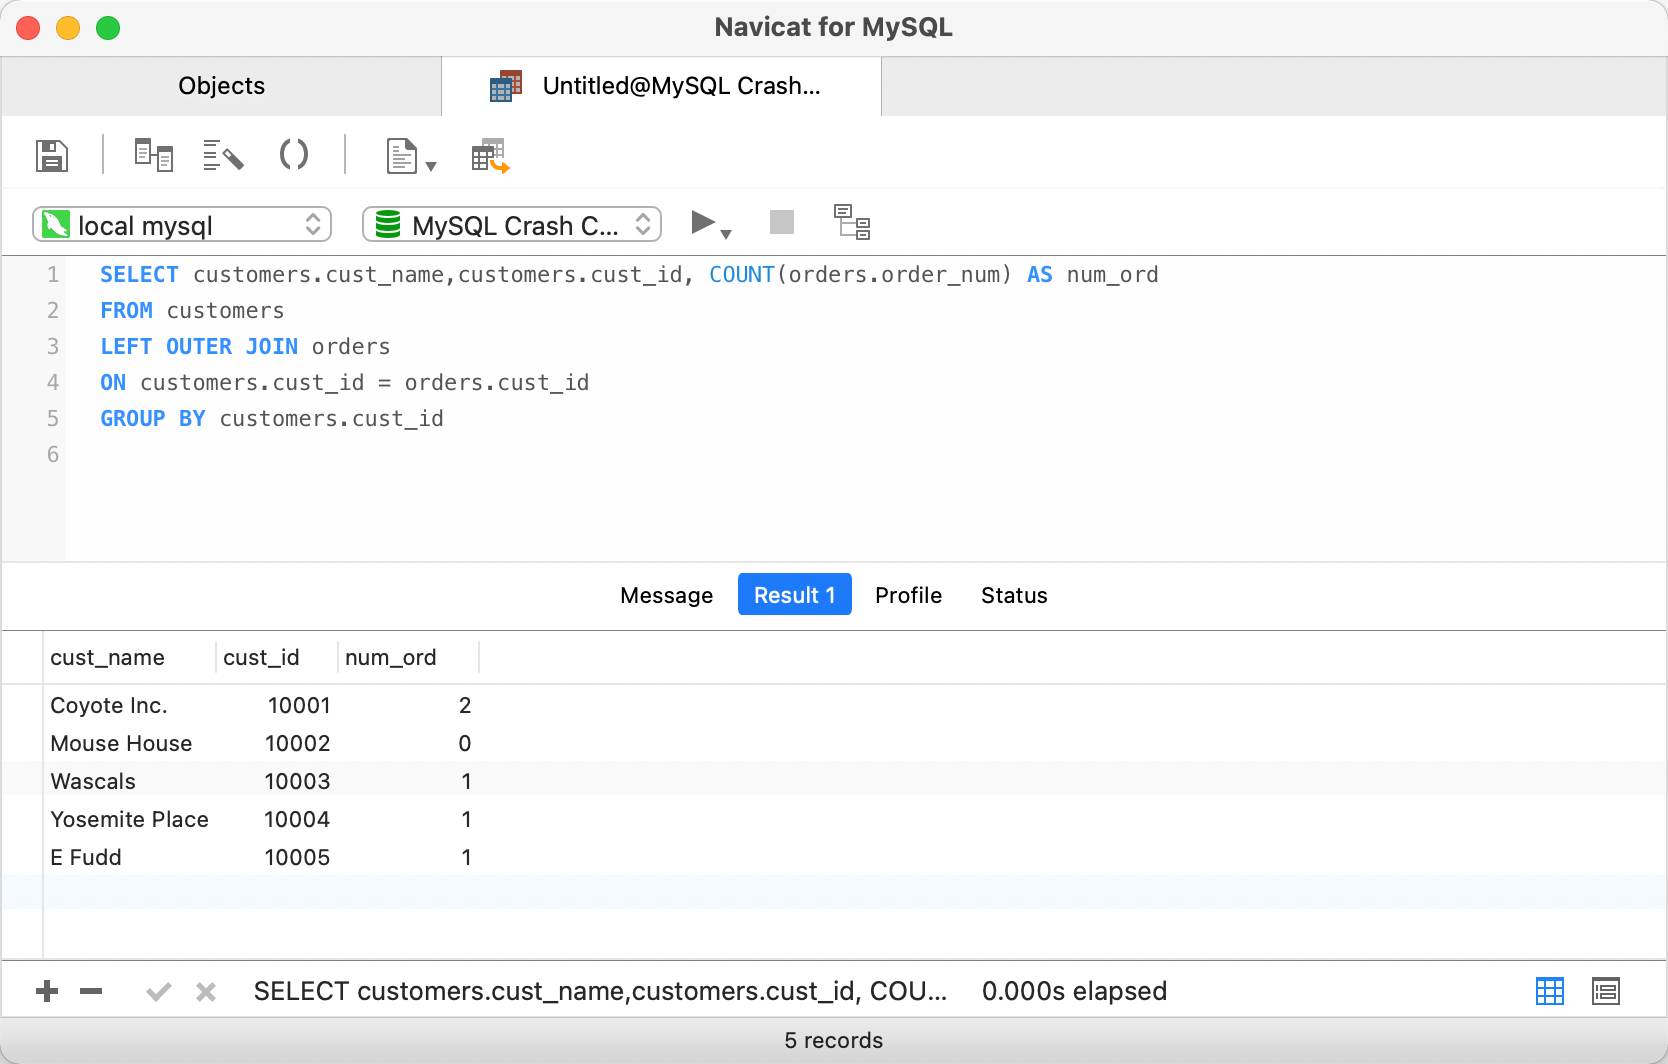 Navicat for MySQL
Objects
Untitled@MySQL Crash...
local mysql
MySQL Crash C...
1 SELECT customers.cust_name,customers.cust_id, COUNT(orders.order_num) AS num_ord
2 FROM customers
3 LEFT OUTER JOIN orders
4 ON customers.cust_id = orders.cust_id
5 GROUP BY customers.cust_id
6
Message Result 1 Profile Status
cust_name cust_id num_ord
Coyote Inc. 10001 2
Mouse House 10002 0
Wascals 10003 1
Yosemite Place 10004 1
E Fudd 10005 1
SELECT customers.cust_name,customers.cust_id, COU... 0.000s elapsed
5 records